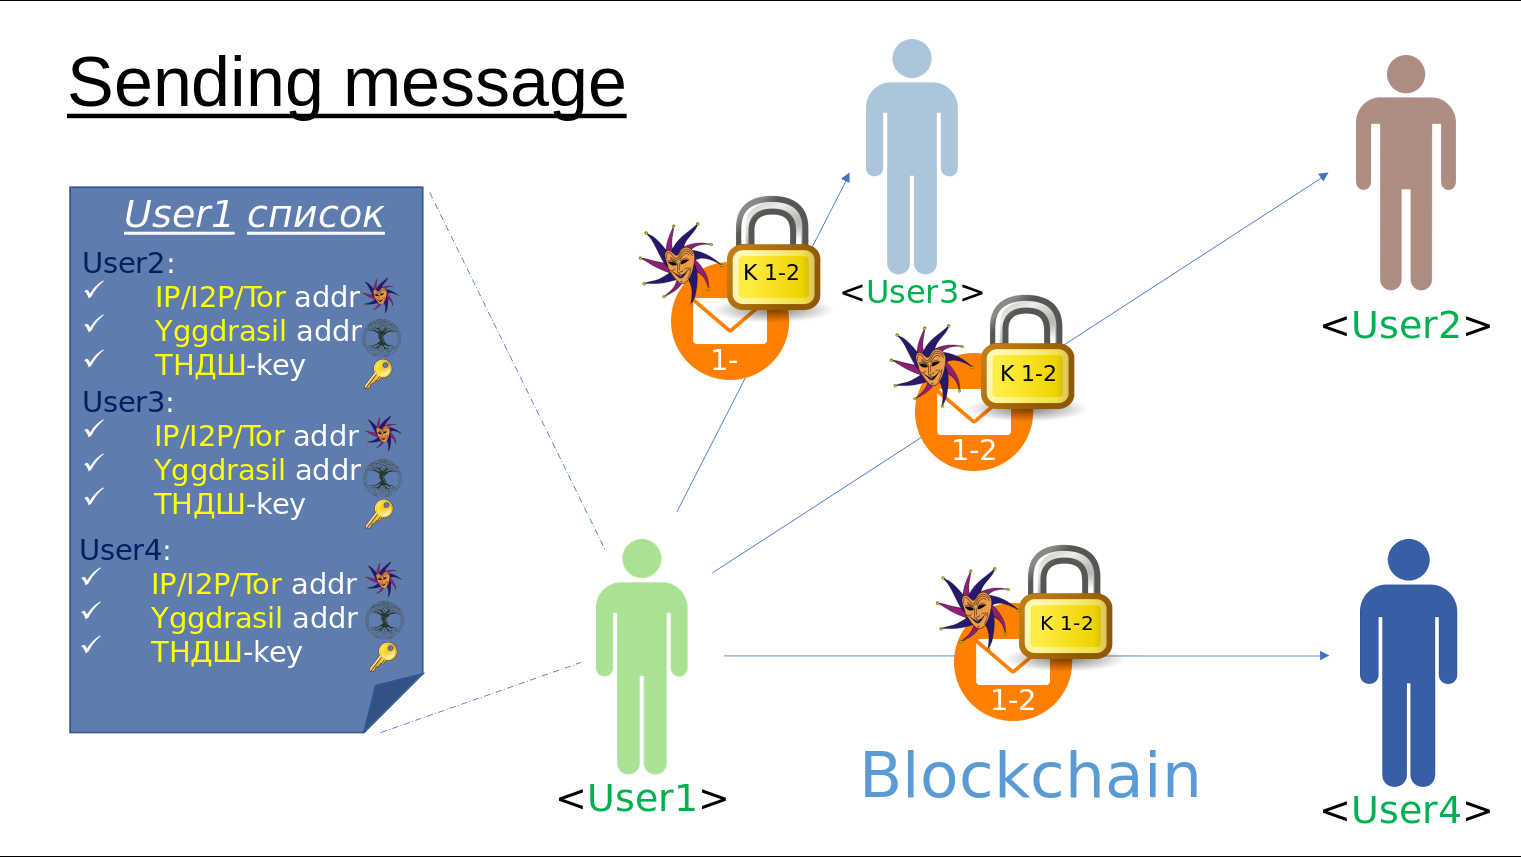 Sending message
User1 список
User2:
IP/I2P/Tor addr
Yggdrasil addr
ТНДШ-key
User3:
IP/I2P/Tor addr
Yggdrasil addr
ТНДШ-key
User4:
IP/I2P/Tor addr
Yggdrasil addr
ТНДШ-key
K 1-2
1-
<User3>
K 1-2
1-2
<User2>
K 1-2
1-2
<User1>
Blockchain
<User4>